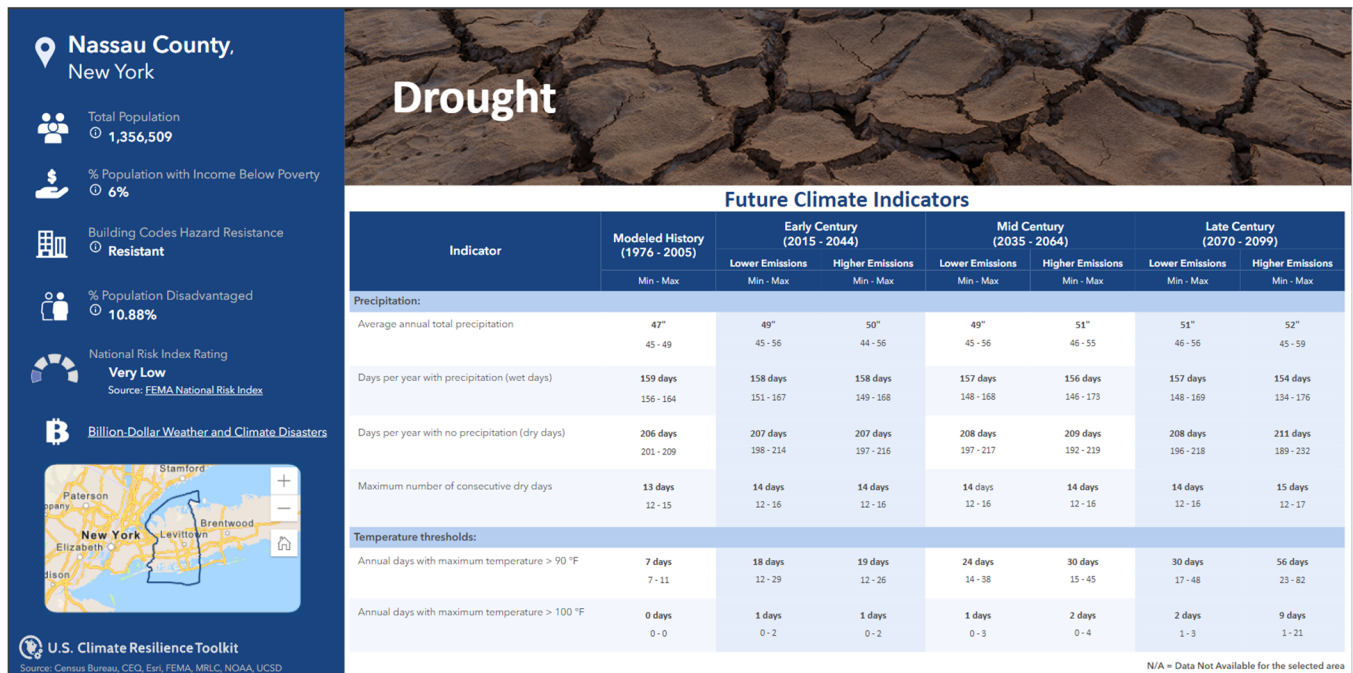 Nassau County,
New York
Total Population
1,356,509
% Population with Income Below Poverty
6%
Building Codes Hazard Resistance
Resistant
% Population Disadvantaged
10.88%
National Risk Index Rating
Very Low
Source: FEMA National Risk Index
Billion-Dollar Weather and Climate Disasters
Stamford
Paterson
ppany
Brentwood
New York
Levittown
Elizabeth
dison
U.S. Climate Resilience Toolkit
Source: Census Bureau, CEQ, Esri, FEMA, MRLC, NOAA, UCSD
Drought
Future Climate Indicators
Indicator
Modeled History
(1976 - 2005)
Early Century
(2015 - 2044)
Mid Century
(2035 - 2064)
Late Century
(2070 - 2099)
Lower Emissions Higher Emissions Lower Emissions Higher Emissions Lower Emissions Higher Emissions
Min - Max Min - Max Min - Max Min - Max Min - Max Min - Max Min - Max
Precipitation:
Average annual total precipitation 47" 49" 50" 49" 51" 51" 52"
45 - 49 45 - 56 44 - 56 45 - 56 46 - 55 46 - 56 45 - 59
Days per year with precipitation (wet days) 159 days 158 days 158 days 157 days 156 days 157 days 154 days
156 - 164 151 - 167 149 - 168 148 - 168 146 - 173 148 - 169 134 - 176
Days per year with no precipitation (dry days) 206 days 207 days 207 days 208 days 209 days 208 days 211 days
201 - 209 198 - 214 197 - 216 197 - 217 192 - 219 196 - 218 189 - 232
Maximum number of consecutive dry days 13 days 14 days 14 days 14 days 14 days 14 days 15 days
12 - 15 12 - 16 12 - 16 12 - 16 12 - 16 12 - 16 12 - 17
Temperature thresholds:
Annual days with maximum temperature > 90 °F 7 days 18 days 19 days 24 days 30 days 30 days 56 days
7 - 11 12 - 29 12 - 26 14 - 38 15 - 45 17 - 48 23 - 82
Annual days with maximum temperature > 100 °F 0 days 1 days 1 days 1 days 2 days 2 days 9 days
0 - 0 0 - 2 0 - 2 0 - 3 0 - 4 1 - 3 1 - 21
N/A = Data Not Available for the selected area